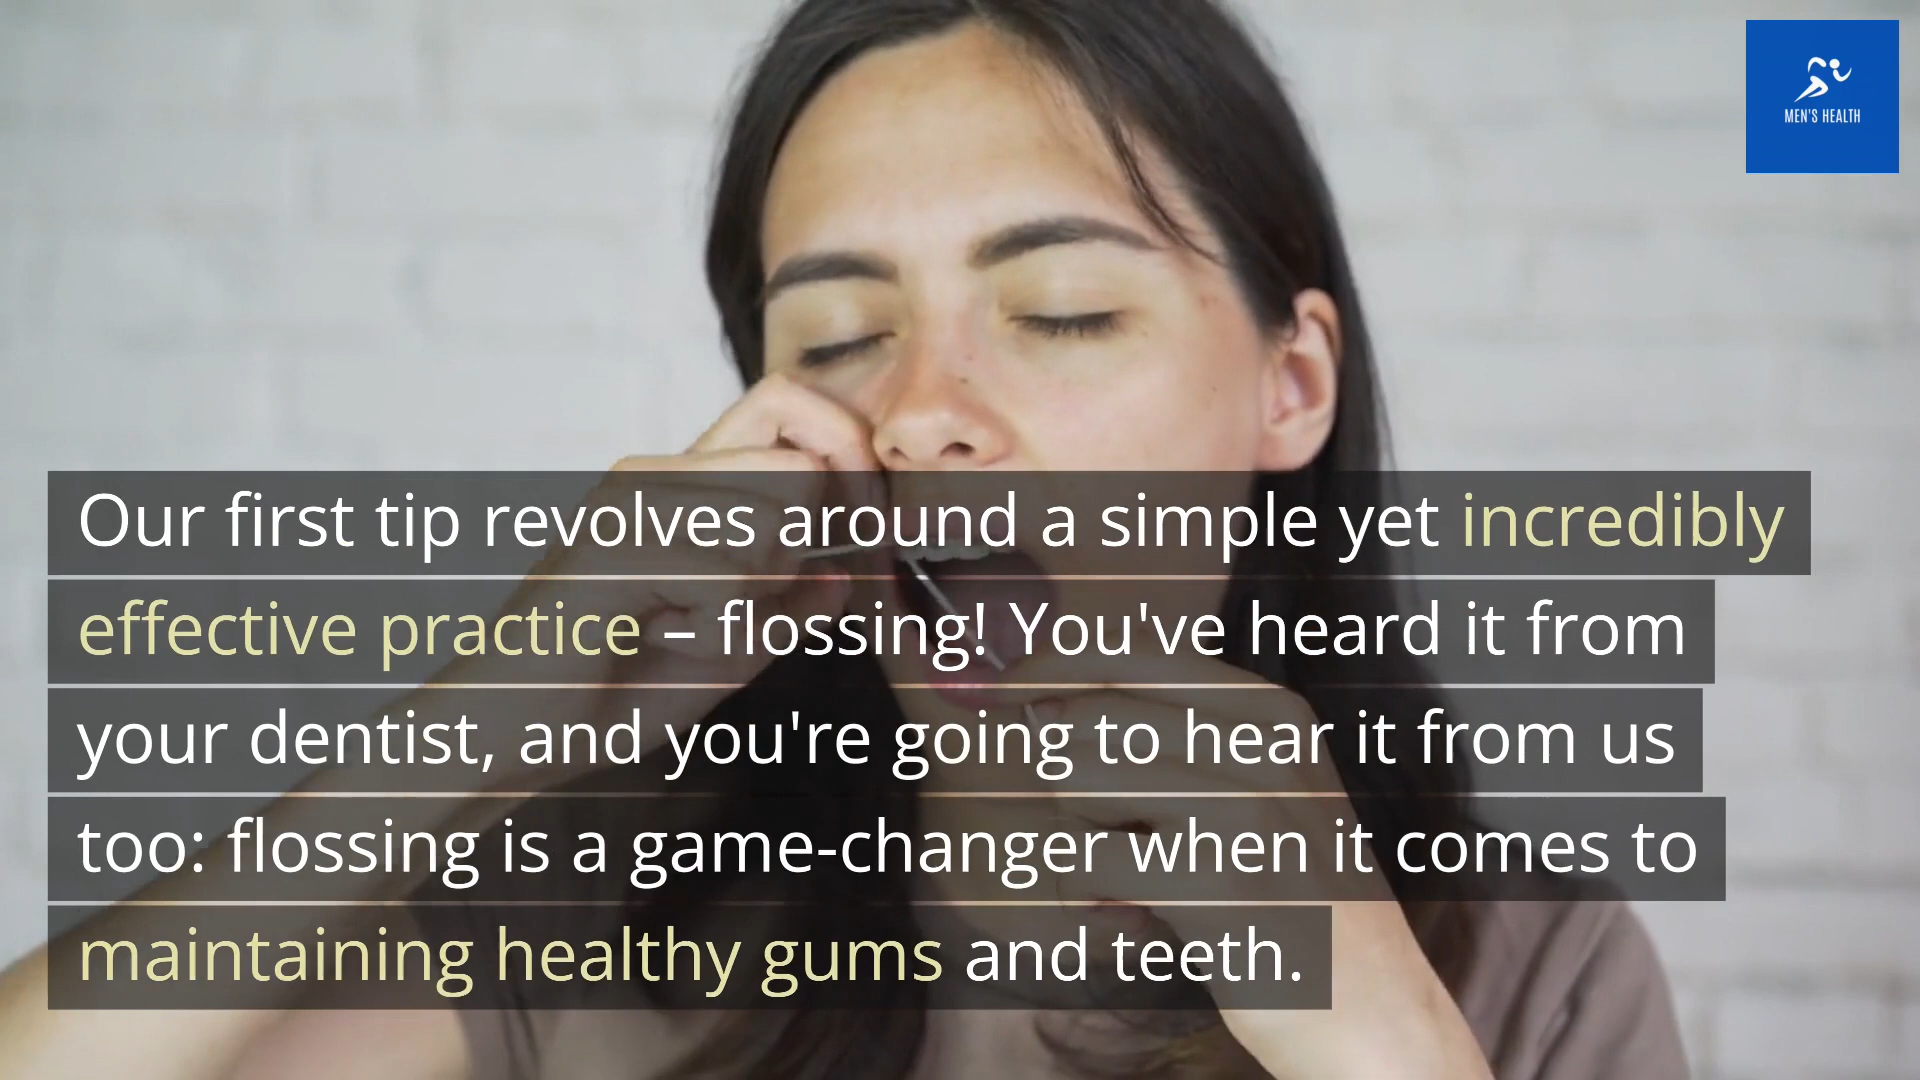 MEN'S HEALTH
Our first tip revolves around a simple yet incredibly
effective practice – flossing! You've heard it from
your dentist, and you're going to hear it from us
too: flossing is a game-changer when it comes to
maintaining healthy gums and teeth.